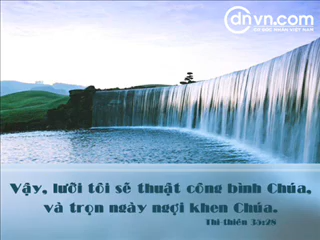 dnvn.com
Vậy, lưỡi tôi sẽ thuật công bình Chúa,
và trọn ngày ngợi khen Chúa.
Thi-thiên 35:28